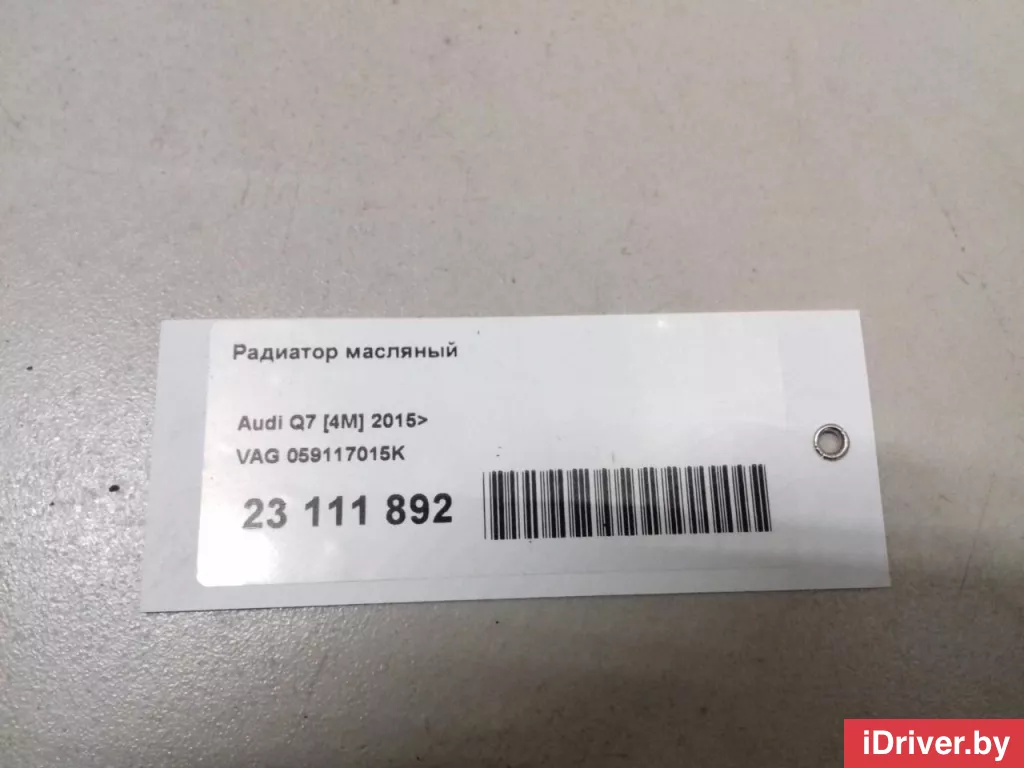 Радиатор масляный
Audi Q7 [4M] 2015>
VAG 059117015K
23 111 892
iDriver.by